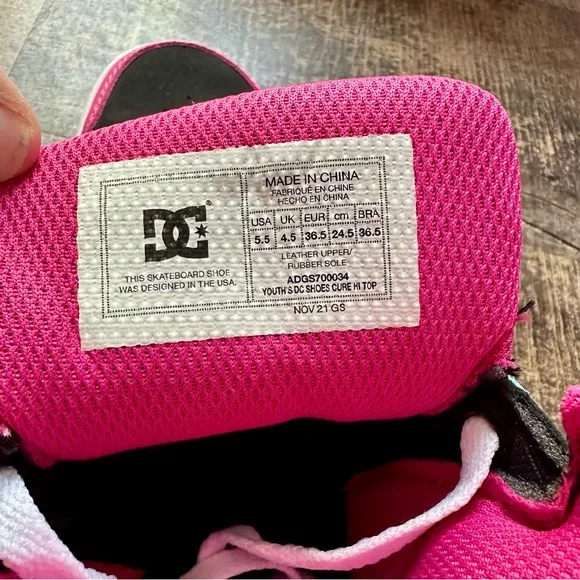 DC
®
THIS SKATEBOARD SHOE
WAS DESIGNED IN THE USA.
MADE IN CHINA
FABRIQUÉ EN CHINE
HECHO EN CHINA
USA UK EUR cm BRA
5.5 4.5 36.5 24.5 36.5
LEATHER UPPER/
RUBBER SOLE
ADGS700034
YOUTH'S DC SHOES CURE HI TOP
NOV 21 GS